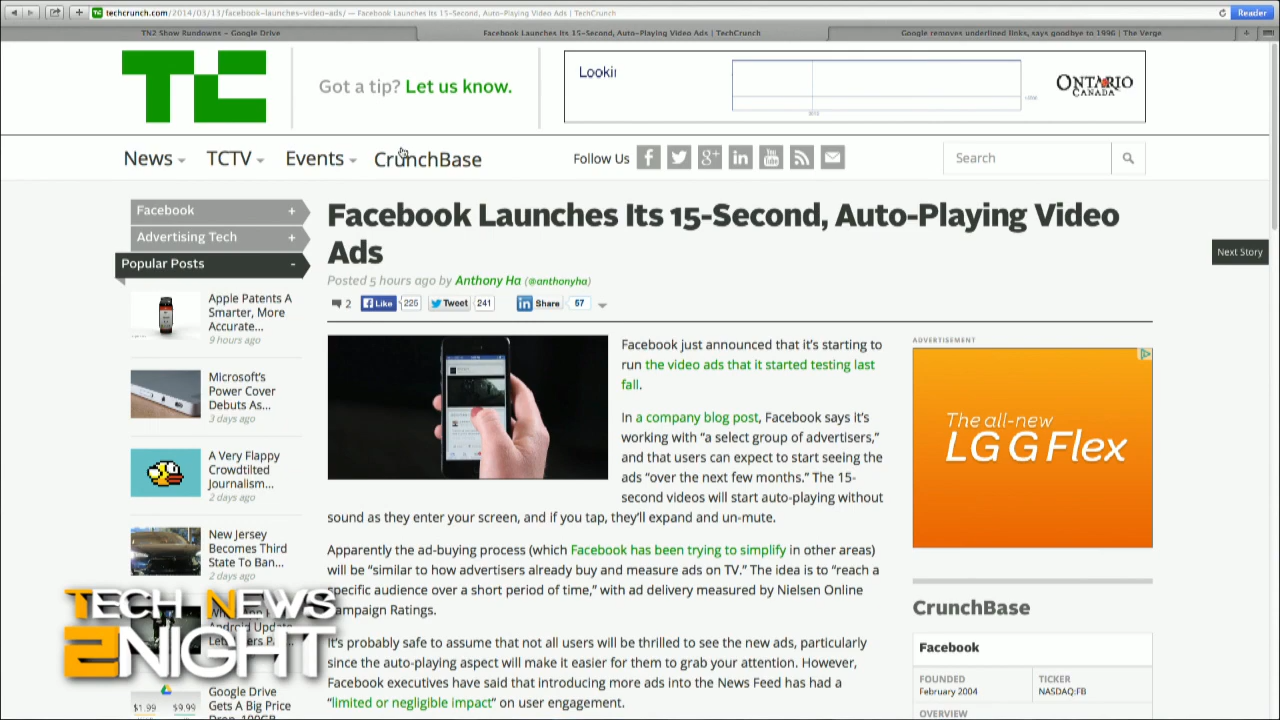 techcrunch.com/2014/03/13/facebook-launches-video-ads/ — Facebook Launches Its 15-Second, Auto-Playing Video Ads | TechCrunch
Reader
TN2 Show Rundowns – Google Drive
Facebook Launches Its 15-Second, Auto-Playing Video Ads | TechCrunch
Google removes underlined links, says goodbye to 1996 | The Verge
TC
Got a tip? Let us know.
Lookin
ONTARIO
CANADA
News
TCTV
Events
CrunchBase
Follow Us
Search
Facebook +
Advertising Tech +
Popular Posts -
Apple Patents A
Smarter, More
Accurate...
9 hours ago
Microsoft's
Power Cover
Debuts As...
3 days ago
A Very Flappy
Crowdtilted
Journalism...
2 days ago
New Jersey
Becomes Third
State To Ban...
2 days ago
Android Update
Google Drive
Gets A Big Price
$1.99 $9.99
Facebook Launches Its 15-Second, Auto-Playing Video
Ads
Posted 5 hours ago by Anthony Ha (@anthonyha)
2 Like 225 Tweet 241 Share 57
Facebook just announced that it's starting to
run the video ads that it started testing last
fall.
In a company blog post, Facebook says it's
working with "a select group of advertisers,"
and that users can expect to start seeing the
ads "over the next few months." The 15-
second videos will start auto-playing without
sound as they enter your screen, and if you tap, they'll expand and un-mute.
Apparently the ad-buying process (which Facebook has been trying to simplify in other areas)
will be "similar to how advertisers already buy and measure ads on TV." The idea is to "reach a
specific audience over a short period of time," with ad delivery measured by Nielsen Online
Campaign Ratings.
It's probably safe to assume that not all users will be thrilled to see the new ads, particularly
since the auto-playing aspect will make it easier for them to grab your attention. However,
Facebook executives have said that introducing more ads into the News Feed has had a
"limited or negligible impact" on user engagement.
Next Story
ADVERTISEMENT
The all-new
LG G Flex
CrunchBase
Facebook
FOUNDED
February 2004
TICKER
NASDAQ:FB
OVERVIEW
TECH NEWS
2NIGHT